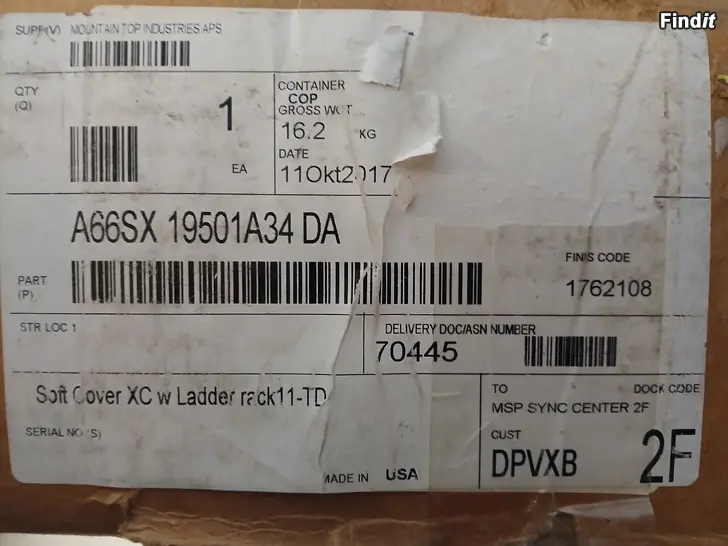 Findit
SUPP(V) MOUNTAIN TOP INDUSTRIES APS
QTY
(Q)
1
EA
CONTAINER
COP
GROSS WGT
16.2 KG
DATE
11Okt2017
A66SX 19501A34 DA
PART
(P)
FINIS CODE
1762108
STR LOC 1
DELIVERY DOC/ASN NUMBER
70445
Soft Cover XC w Ladder rack11-TD
SERIAL NO (S)
MADE IN USA
TO
DOCK CODE
MSP SYNC CENTER 2F
CUST
DPVXB
2F